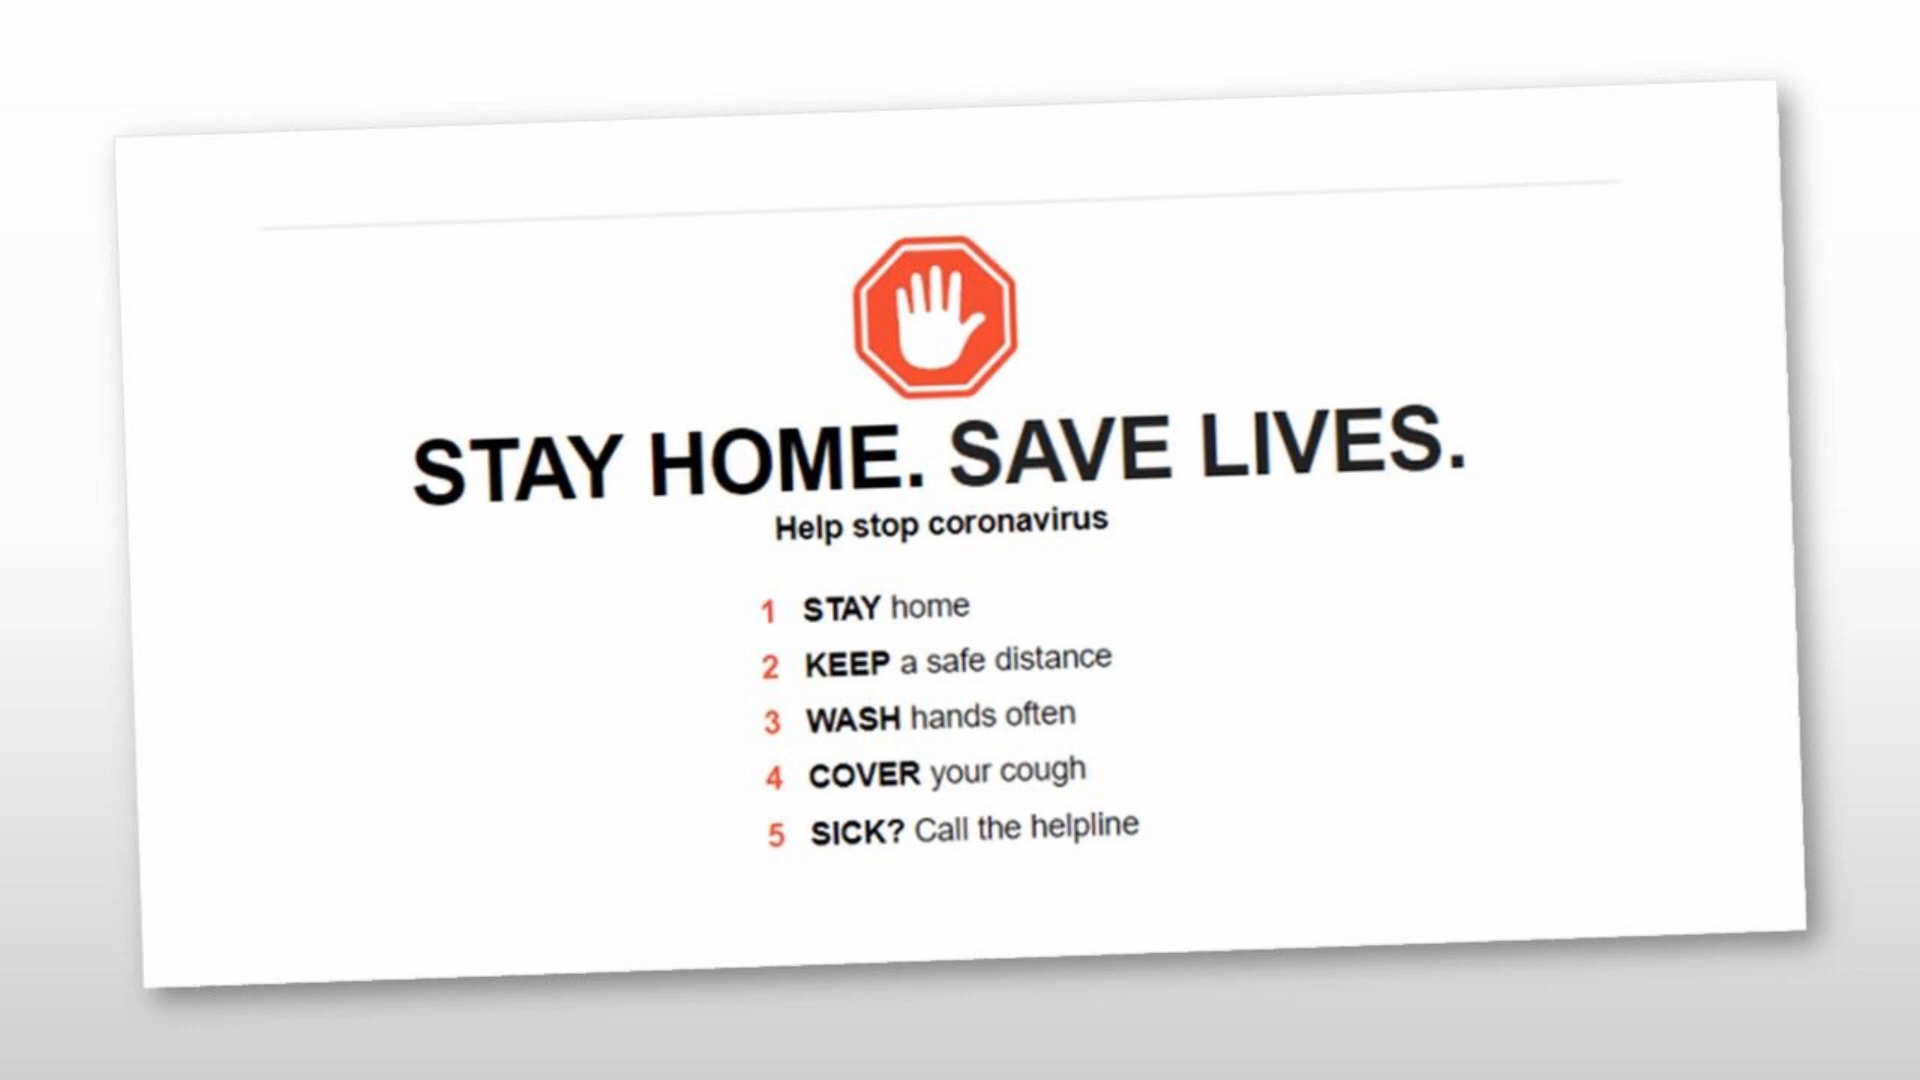 STAY HOME. SAVE LIVES.
Help stop coronavirus
1 STAY home
2 KEEP a safe distance
3 WASH hands often
4 COVER your cough
5 SICK? Call the helpline